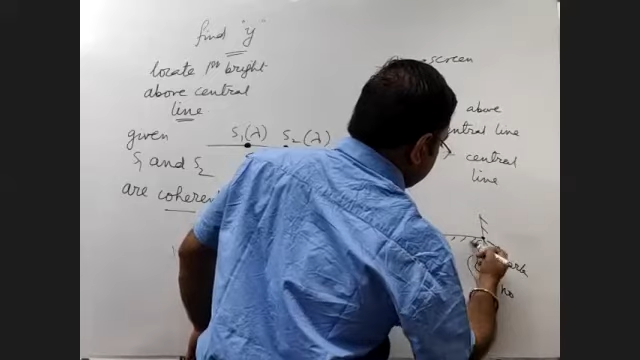 find "y"
locate 1st bright
above central
line.
given
S1(λ) S2(λ)
S1 and S2
are coheren
screen
above
entral line
central
line